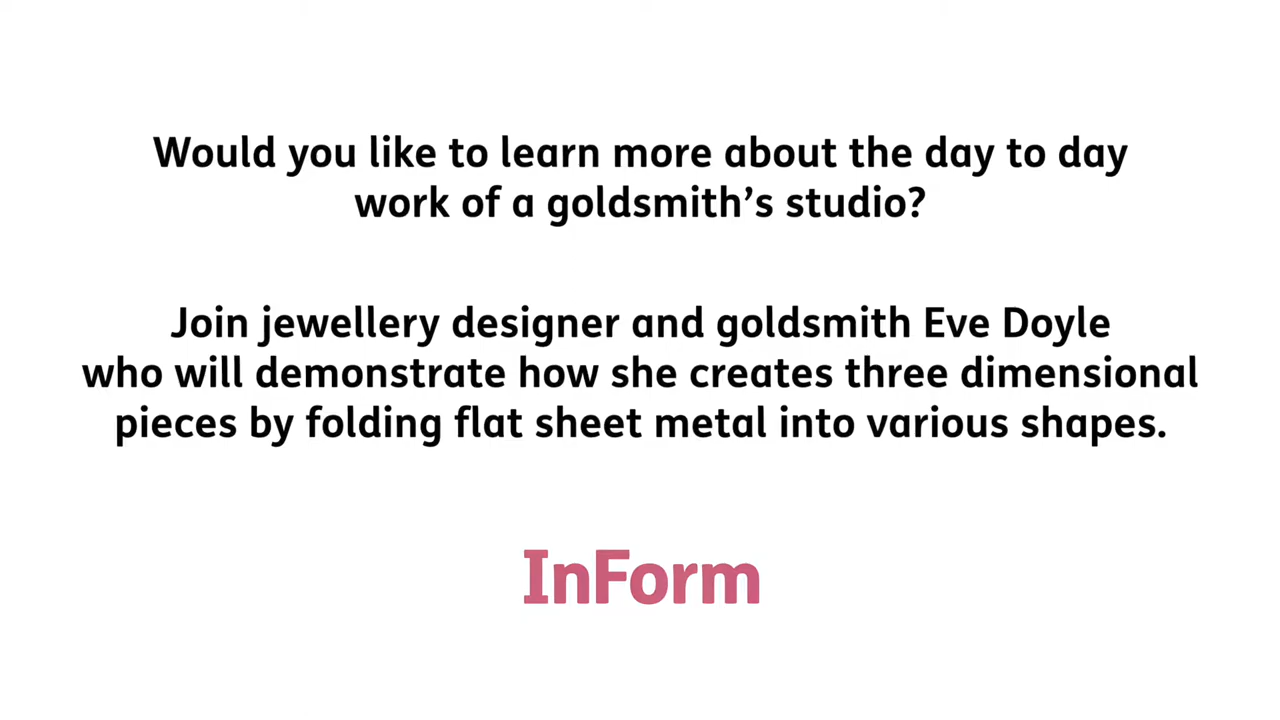 Would you like to learn more about the day to day
work of a goldsmith’s studio?
Join jewellery designer and goldsmith Eve Doyle
who will demonstrate how she creates three dimensional
pieces by folding flat sheet metal into various shapes.
InForm